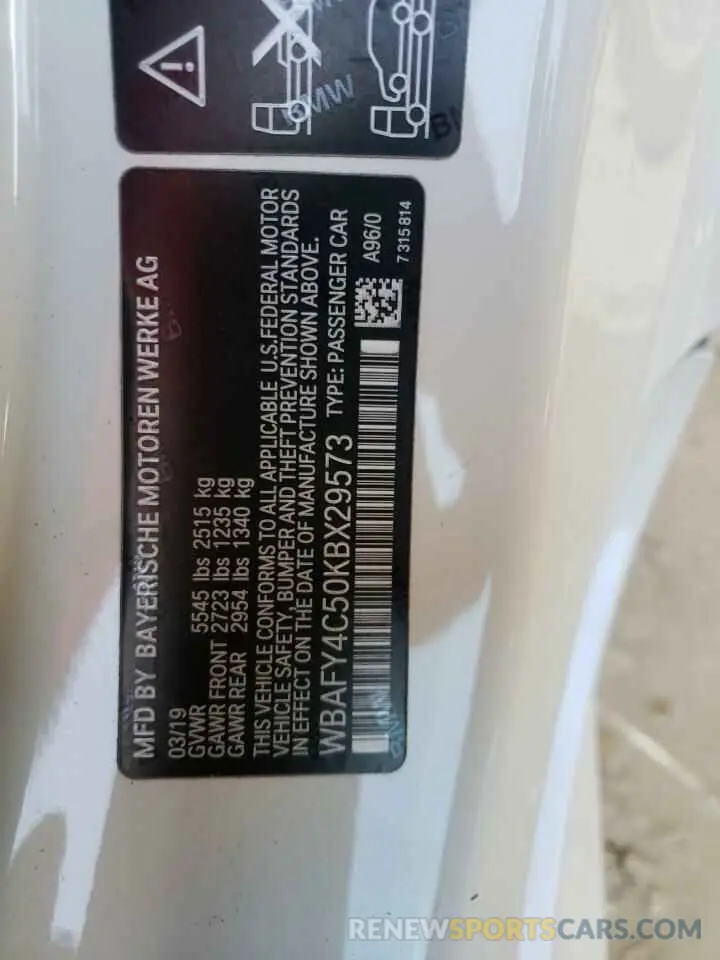 BMW
MFD BY BAYERISCHE MOTOREN WERKE AG
03/19
GVWR 5545 lbs 2515 kg
GAWR FRONT 2723 lbs 1235 kg
GAWR REAR 2954 lbs 1340 kg
THIS VEHICLE CONFORMS TO ALL APPLICABLE U.S.FEDERAL MOTOR
VEHICLE SAFETY, BUMPER AND THEFT PREVENTION STANDARDS
IN EFFECT ON THE DATE OF MANUFACTURE SHOWN ABOVE.
WBAFY4C50KBX29573 TYPE: PASSENGER CAR
A96/0
7 315 814
RENEWSPORTSCARS.COM